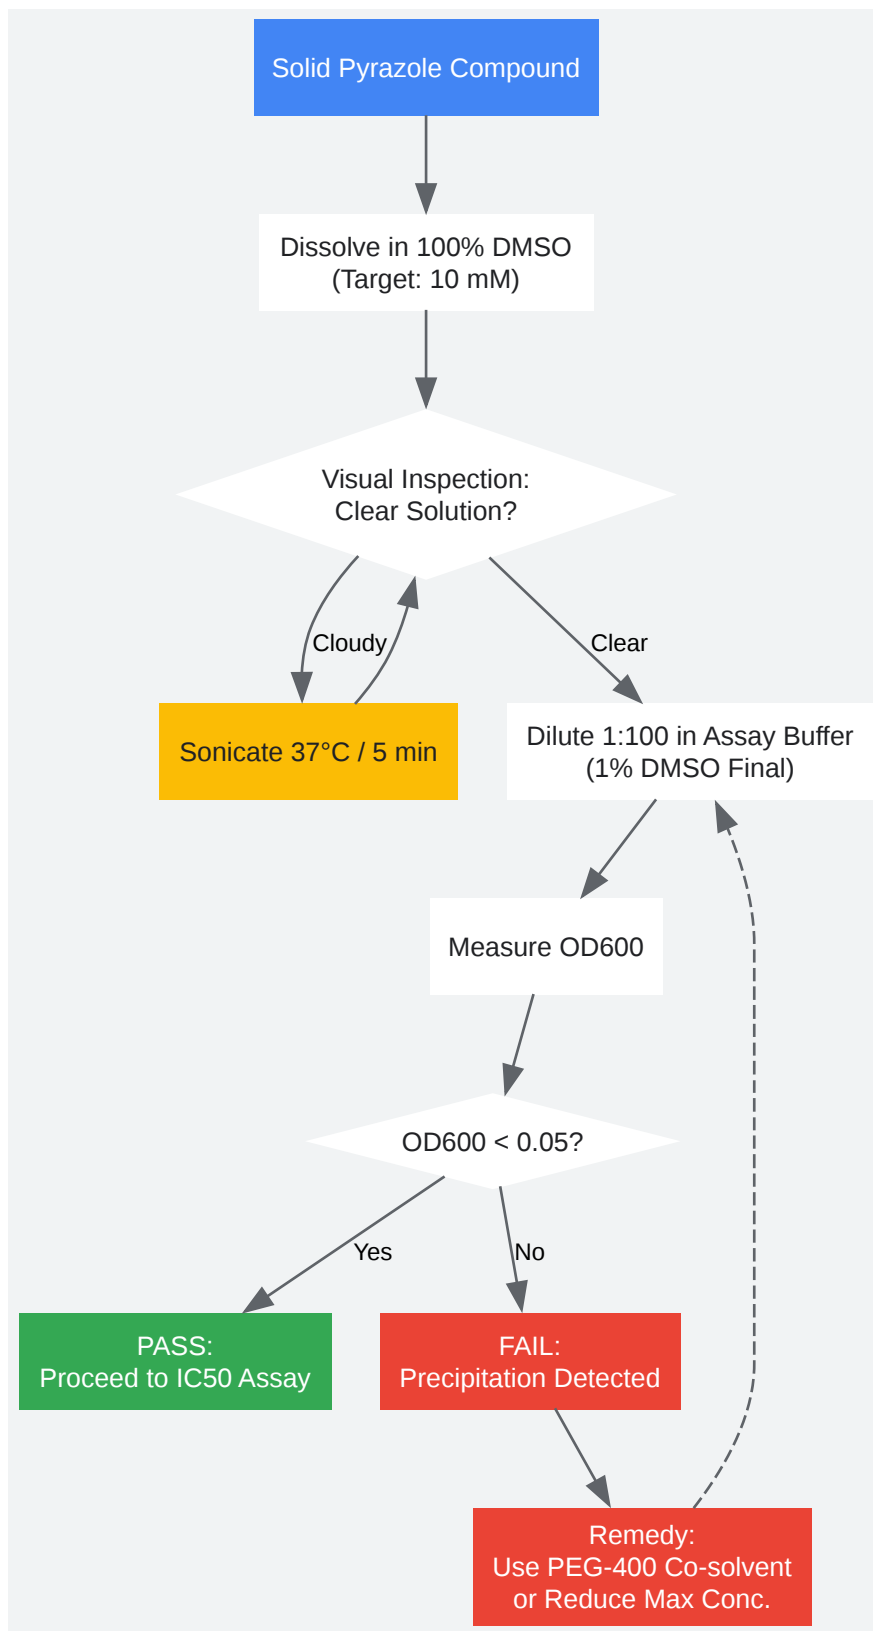 Solid Pyrazole Compound
Dissolve in 100% DMSO
(Target: 10 mM)
Visual Inspection:
Clear Solution?
Cloudy
Clear
Sonicate 37°C / 5 min
Dilute 1:100 in Assay Buffer
(1% DMSO Final)
Measure OD600
OD600 < 0.05?
Yes
No
PASS:
Proceed to IC50 Assay
FAIL:
Precipitation Detected
Remedy:
Use PEG-400 Co-solvent
or Reduce Max Conc.